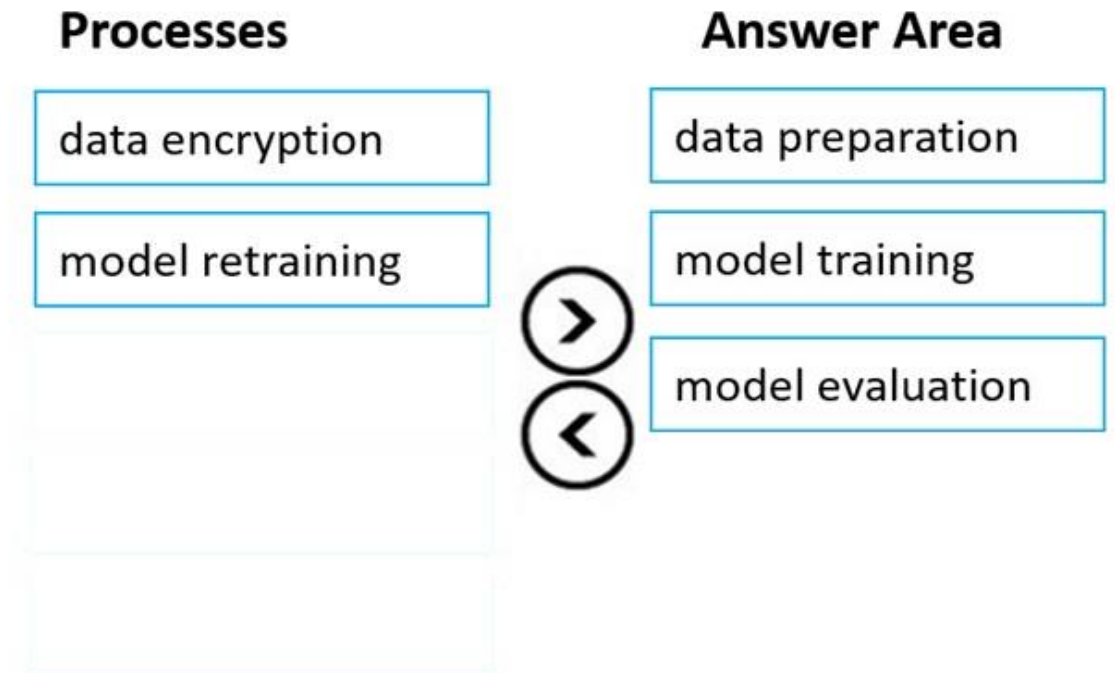 Processes
data encryption
model retraining
Answer Area
data preparation
model training
model evaluation